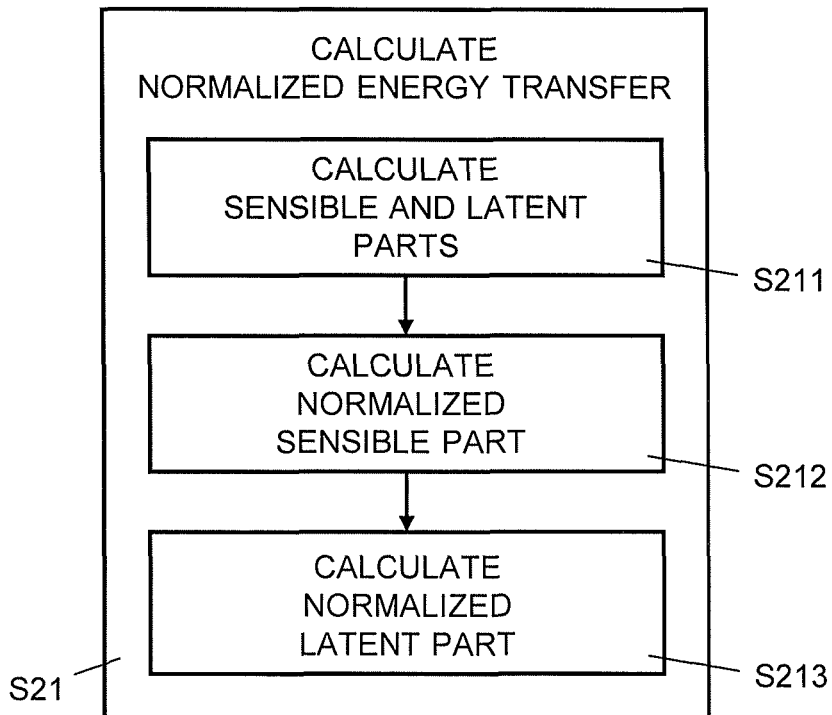 CALCULATE
NORMALIZED ENERGY TRANSFER
CALCULATE
SENSIBLE AND LATENT
PARTS
S211
CALCULATE
NORMALIZED
SENSIBLE PART
S212
CALCULATE
NORMALIZED
LATENT PART
S213
S21